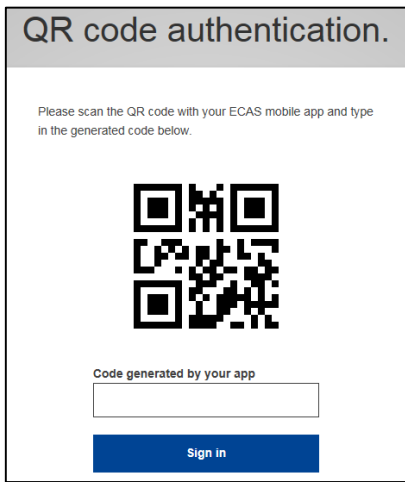 QR code authentication.
Please scan the QR code with your ECAS mobile app and type
in the generated code below.
Code generated by your app
Sign in